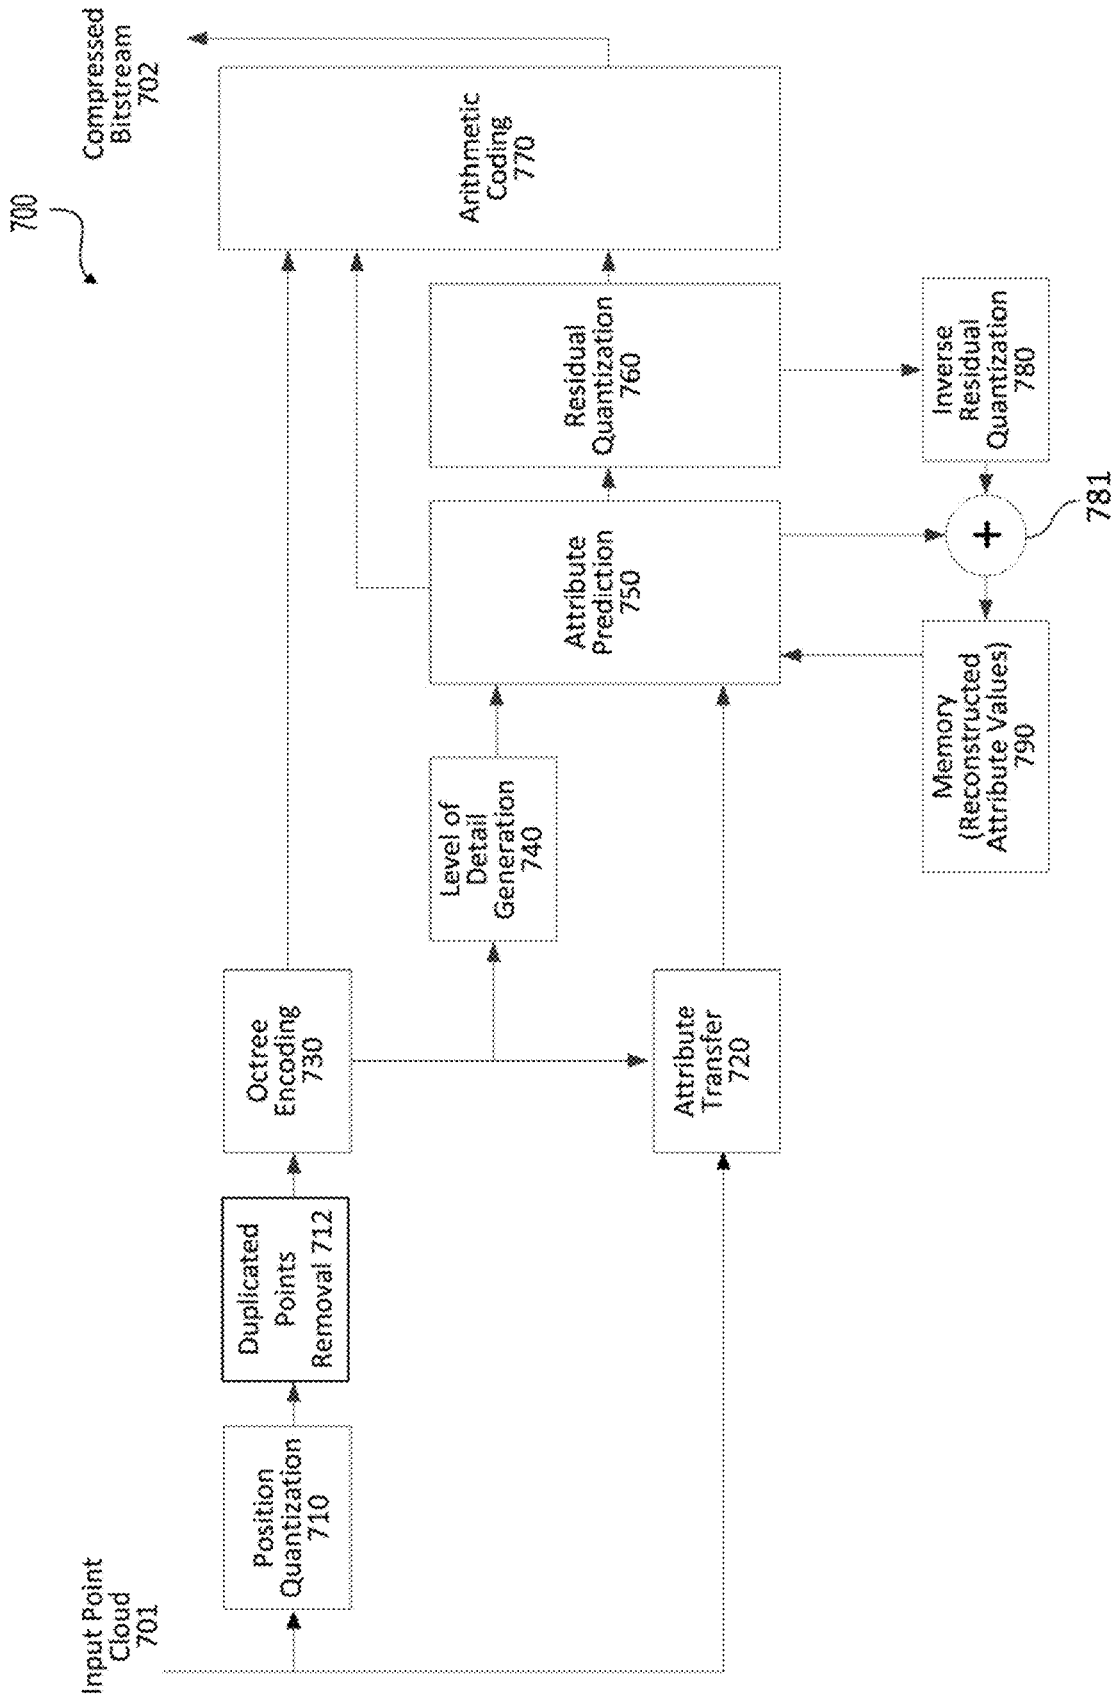 700
Input Point
Cloud
701
Compressed
Bitstream
702
Position
Quantization
710
Duplicated
Points
Removal 712
Octree
Encoding
730
Arithmetic
Coding
770
Level of
Detail
Generation
740
Attribute
Transfer
720
Attribute
Prediction
750
Residual
Quantization
760
Memory
(Reconstructed
Attribute Values)
790
+
781
Inverse
Residual
Quantization
780